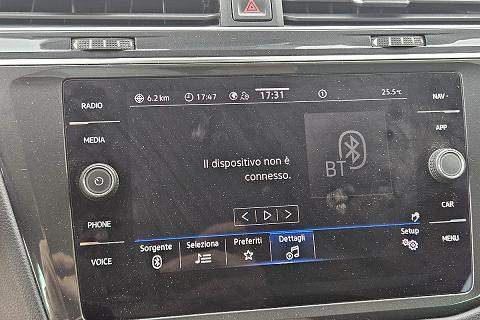 RADIO
MEDIA
PHONE
VOICE
6.2 km 17:47 17:31 25.5°C
Il dispositivo non è
connesso.
BT
Sorgente Seleziona Preferiti Dettagli Setup
NAV
APP
CAR
MENU